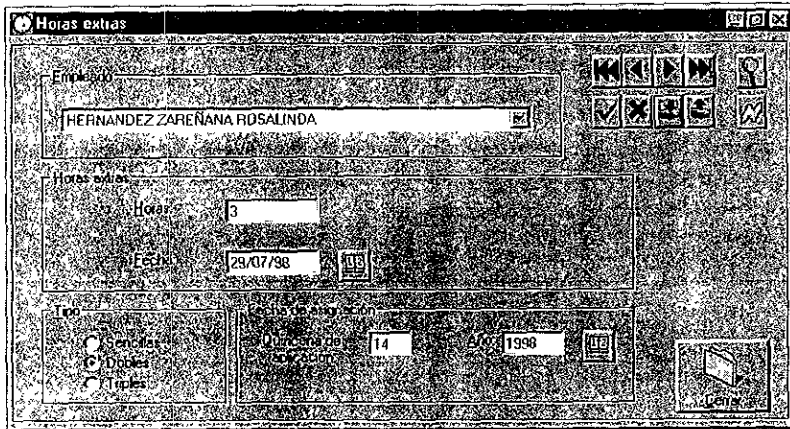 Horas extras
Empleado
HERNANDEZ ZAREÑANA ROSALINDA
Horas extras
Horas
3
Fecha
29/07/98
Tipo
Sencillas
Dobles
Triples
Fecha de asignación
Quincena de aplicación
14
Año
1998
Cerrar